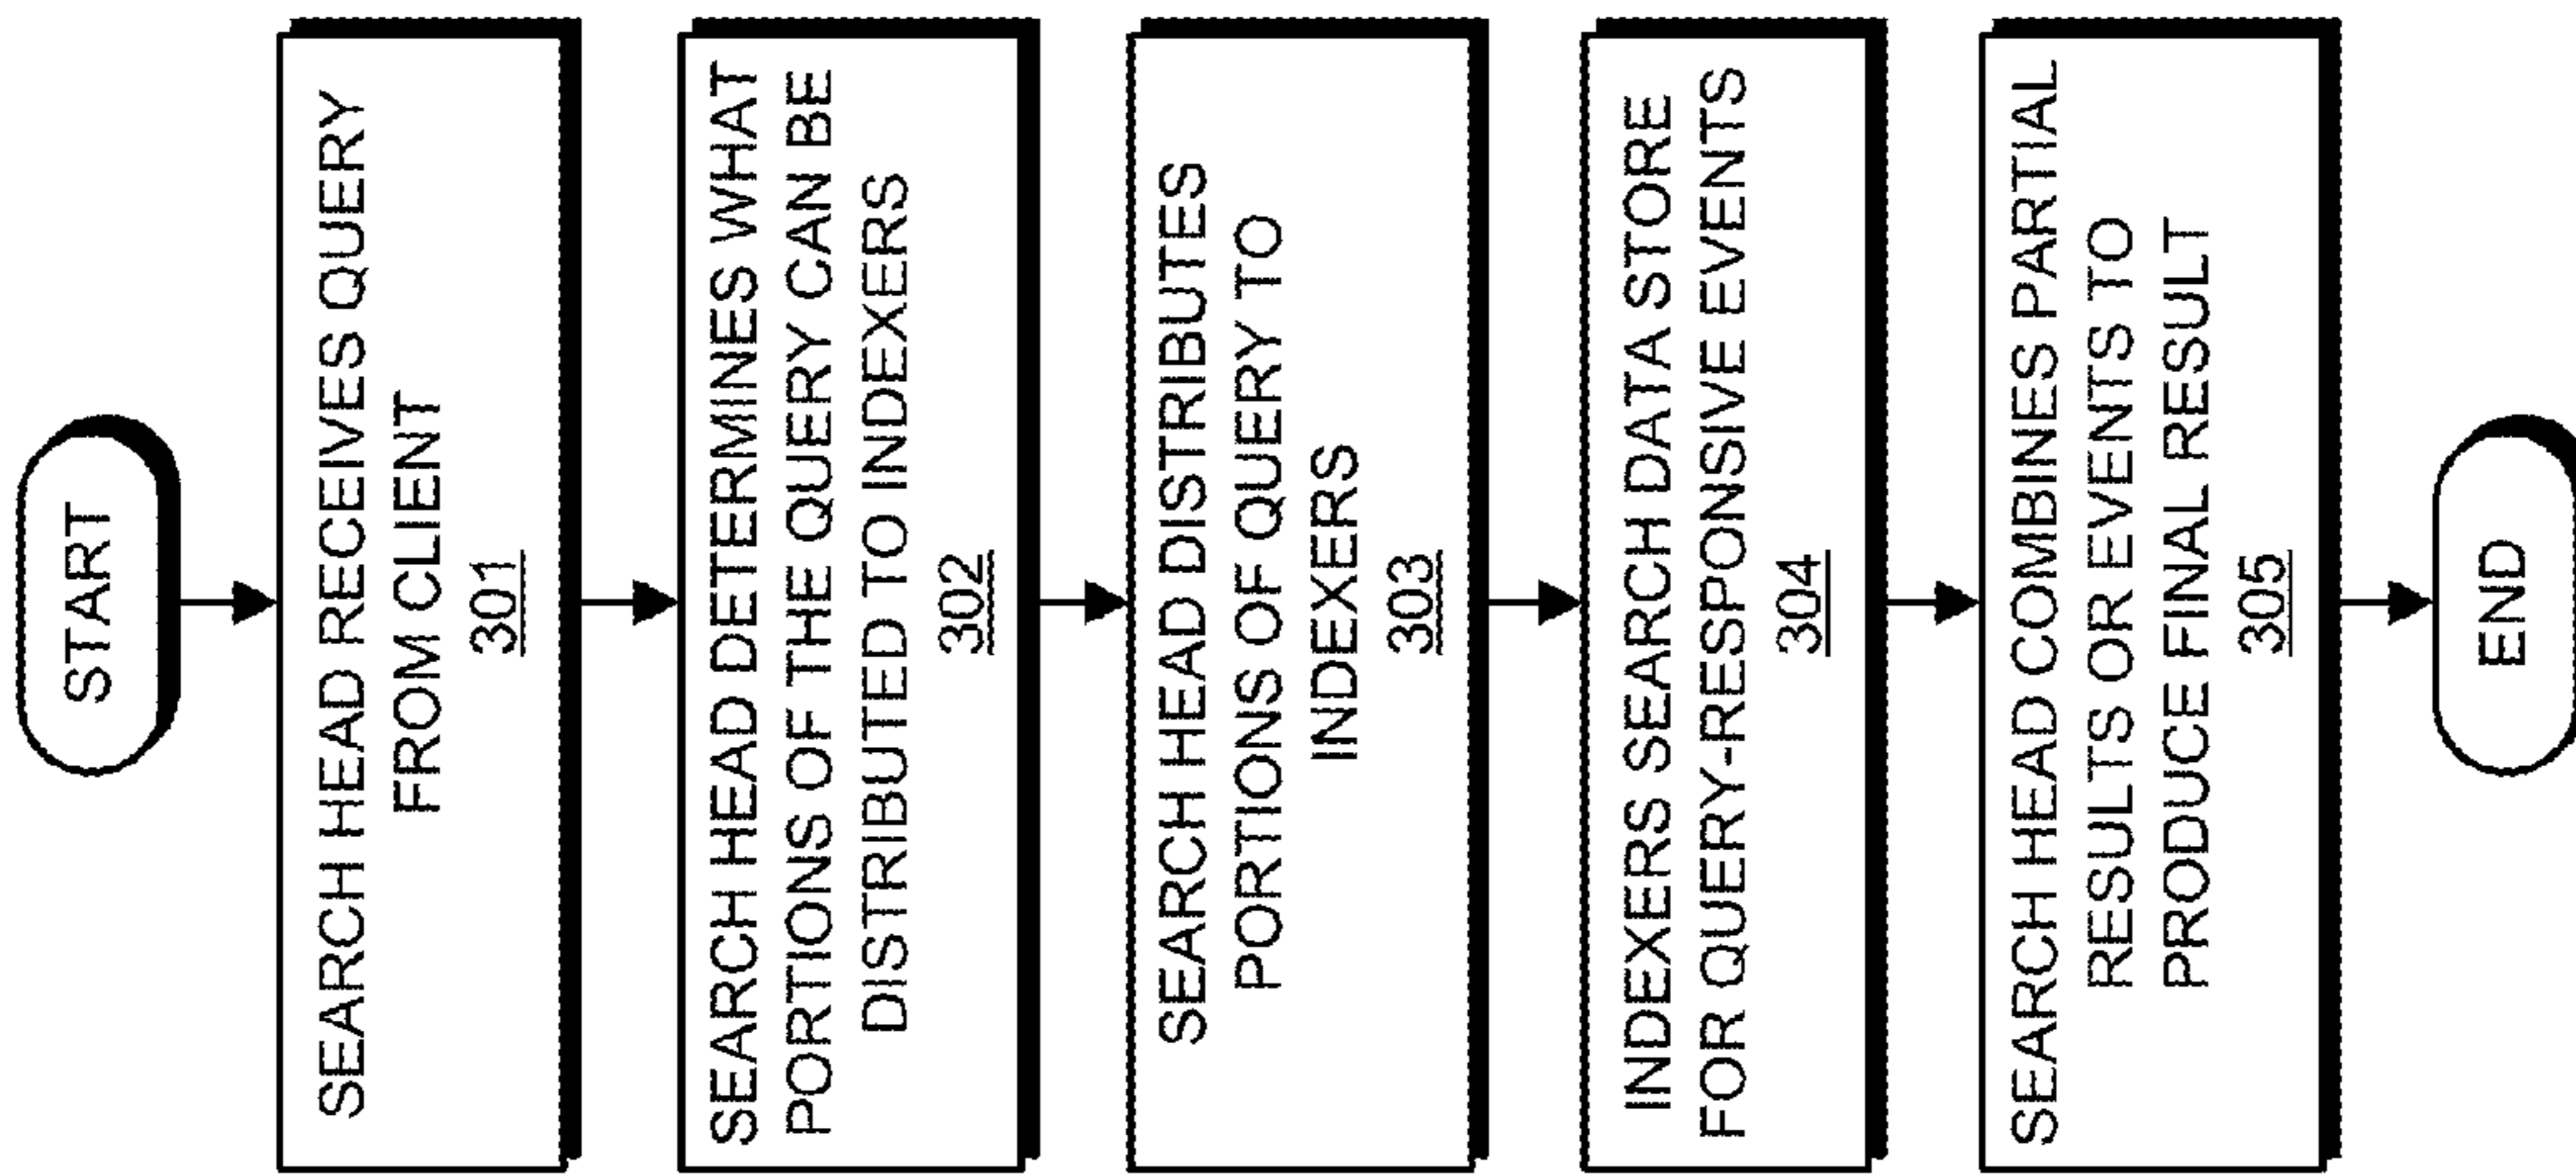 START
SEARCH HEAD RECEIVES QUERY
FROM CLIENT
301
SEARCH HEAD DETERMINES WHAT
PORTIONS OF THE QUERY CAN BE
DISTRIBUTED TO INDEXERS
302
SEARCH HEAD DISTRIBUTES
PORTIONS OF QUERY TO
INDEXERS
303
INDEXERS SEARCH DATA STORE
FOR QUERY-RESPONSIVE EVENTS
304
SEARCH HEAD COMBINES PARTIAL
RESULTS OR EVENTS TO
PRODUCE FINAL RESULT
305
END